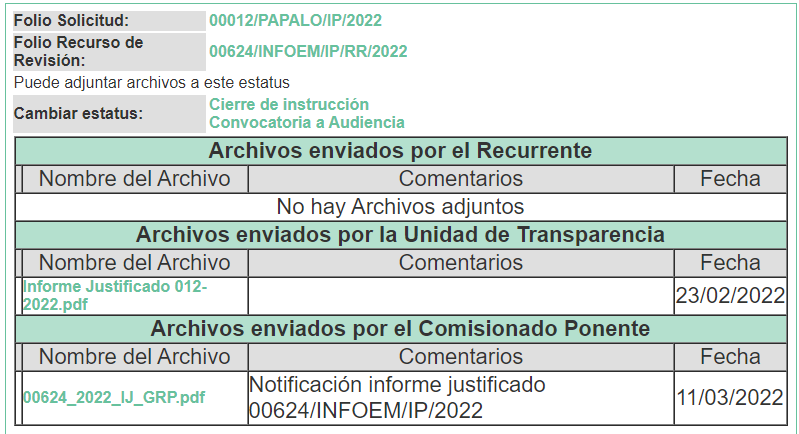 Folio Solicitud: 00012/PAPALO/IP/2022
Folio Recurso de Revisión: 00624/INFOEM/IP/RR/2022
Puede adjuntar archivos a este estatus
Cambiar estatus: Cierre de instrucción
Convocatoria a Audiencia
Archivos enviados por el Recurrente
Nombre del Archivo Comentarios Fecha
No hay Archivos adjuntos
Archivos enviados por la Unidad de Transparencia
Nombre del Archivo Comentarios Fecha
Informe Justificado 012-
2022.pdf 23/02/2022
Archivos enviados por el Comisionado Ponente
Nombre del Archivo Comentarios Fecha
00624_2022_IJ_GRP.pdf Notificación informe justificado
00624/INFOEM/IP/2022 11/03/2022